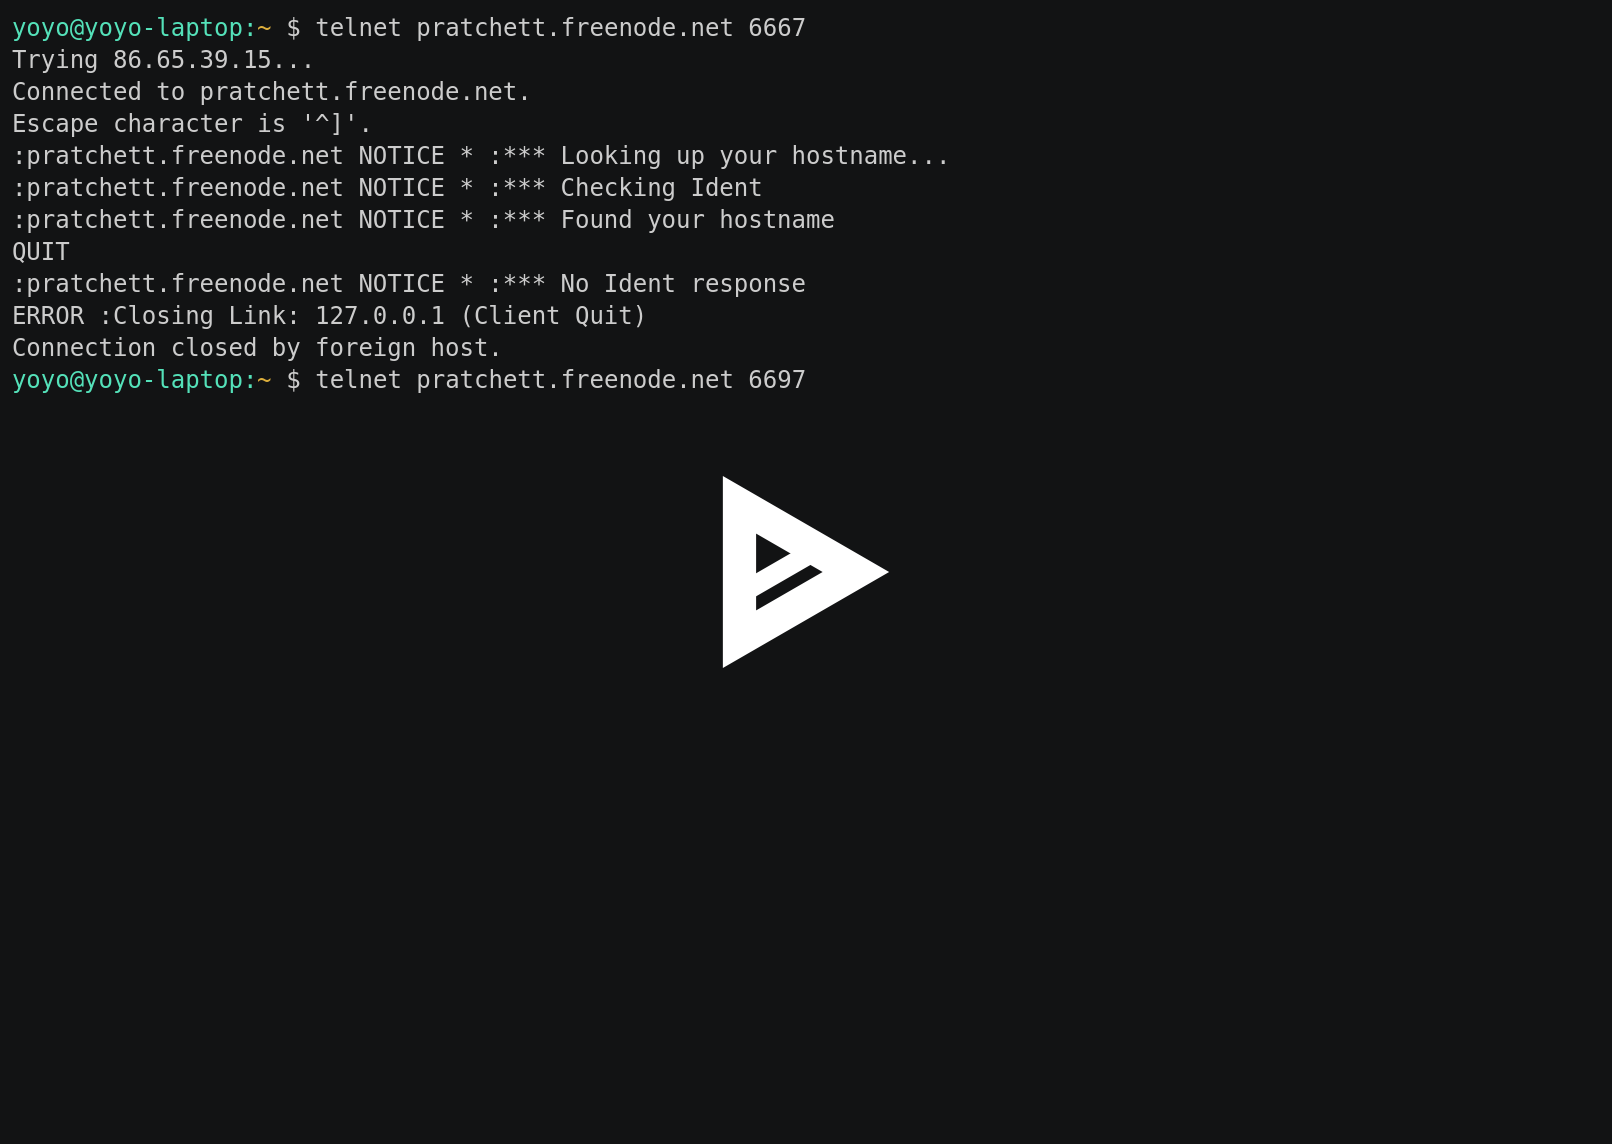 yoyo@yoyo-laptop:~ $ telnet pratchett.freenode.net 6667
Trying 86.65.39.15...
Connected to pratchett.freenode.net.
Escape character is '^]'.
:pratchett.freenode.net NOTICE * :*** Looking up your hostname...
:pratchett.freenode.net NOTICE * :*** Checking Ident
:pratchett.freenode.net NOTICE * :*** Found your hostname
QUIT
:pratchett.freenode.net NOTICE * :*** No Ident response
ERROR :Closing Link: 127.0.0.1 (Client Quit)
Connection closed by foreign host.
yoyo@yoyo-laptop:~ $ telnet pratchett.freenode.net 6697